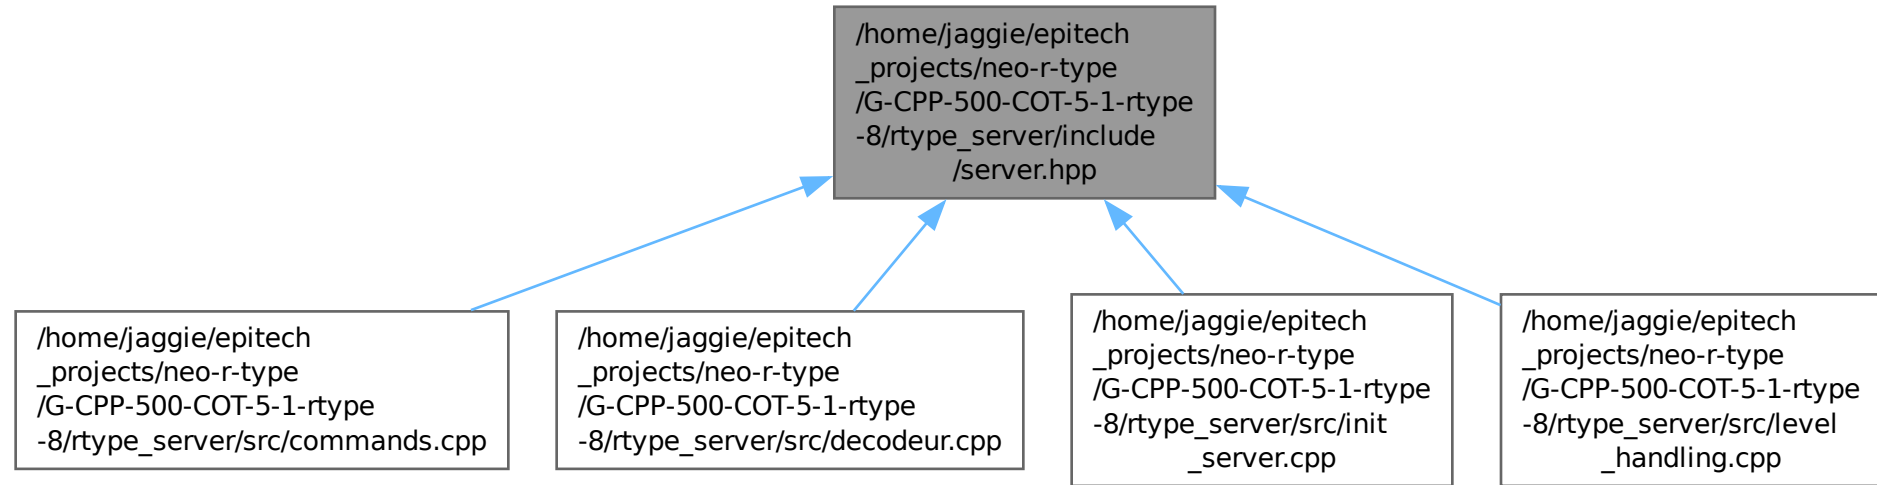 /home/jaggie/epitech
_projects/neo-r-type
/G-CPP-500-COT-5-1-rtype
-8/rtype_server/include
/server.hpp
/home/jaggie/epitech
_projects/neo-r-type
/G-CPP-500-COT-5-1-rtype
-8/rtype_server/src/commands.cpp
/home/jaggie/epitech
_projects/neo-r-type
/G-CPP-500-COT-5-1-rtype
-8/rtype_server/src/decodeur.cpp
/home/jaggie/epitech
_projects/neo-r-type
/G-CPP-500-COT-5-1-rtype
-8/rtype_server/src/init
_server.cpp
/home/jaggie/epitech
_projects/neo-r-type
/G-CPP-500-COT-5-1-rtype
-8/rtype_server/src/level
_handling.cpp